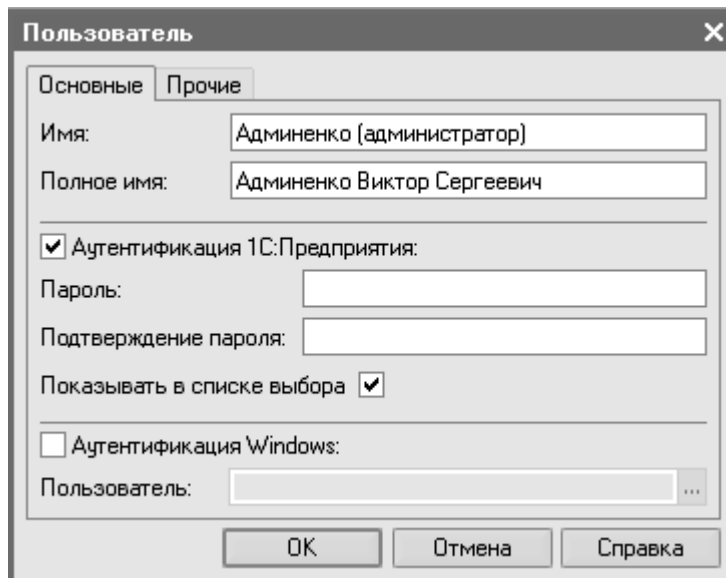 Пользователь
Основные Прочие
Имя: Админенко (администратор)
Полное имя: Админенко Виктор Сергеевич
Аутентификация 1С:Предприятия:
Пароль:
Подтверждение пароля:
Показывать в списке выбора
Аутентификация Windows:
Пользователь: ...
OK Отмена Справка